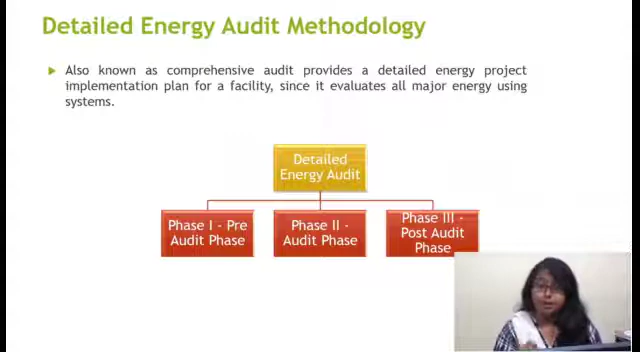 Detailed Energy Audit Methodology
Also known as comprehensive audit provides a detailed energy project
implementation plan for a facility, since it evaluates all major energy using
systems.
Detailed
Energy Audit
Phase I - Pre
Audit Phase
Phase II -
Audit Phase
Phase III -
Post Audit
Phase